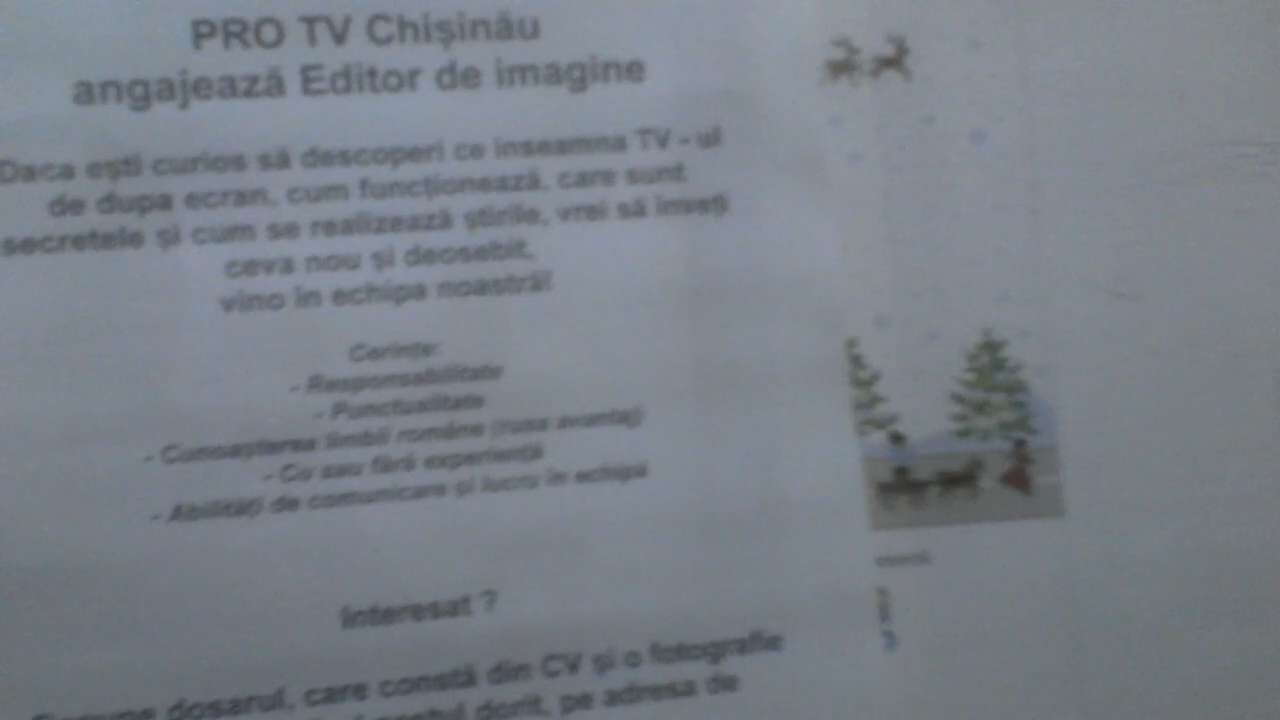 PRO TV Chișinău
angajează Editor de imagine
Daca ești curios să descoperi ce inseamna TV - ul
de dupa ecran, cum funcționează, care sunt
secretele și cum se realizează știrile, vrei să înveți
ceva nou și deosebit,
vino în echipa noastră!
Cerințe:
- Responsabilitate
- Punctualitate
- Cunoașterea limbii române (rusa avantaj)
- Cu sau fără experiență
- Abilități de comunicare și lucru în echipă
Interesat ?
dosarul, care constă din CV și o fotografie
dorit, pe adresa de